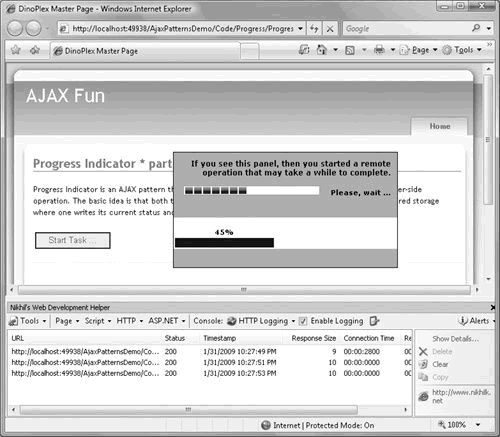 DinoPlex Master Page - Windows Internet Explorer
http://localhost:49938/AjaxPatternsDemo/Code/Progress/Progres
Google
DinoPlex Master Page
Page
Tools
AJAX Fun
Home
Progress Indicator * part
If you see this panel, then you started a remote
operation that may take a while to complete.
Please, wait ...
Progress Indicator is an AJAX pattern th
er-side
operation. The basic idea is that both t
red storage
where one writes its current status and
45%
Start Task ...
Nikhil's Web Development Helper
Tools Page Script HTTP ASP.NET Console: HTTP Logging Enable Logging Alerts
URL Status Timestamp Response Size Connection Time Re
http://localhost:49938/AjaxPatternsDemo/Co... 200 1/31/2009 10:27:49 PM 9 00:00:2800 00
http://localhost:49938/AjaxPatternsDemo/Co... 200 1/31/2009 10:27:51 PM 10 00:00:0000 00
http://localhost:49938/AjaxPatternsDemo/Co... 200 1/31/2009 10:27:53 PM 10 00:00:0000 00
Show Details...
Delete
Clear
Copy
http://www.nikhilk.
net
Internet | Protected Mode: On
100%